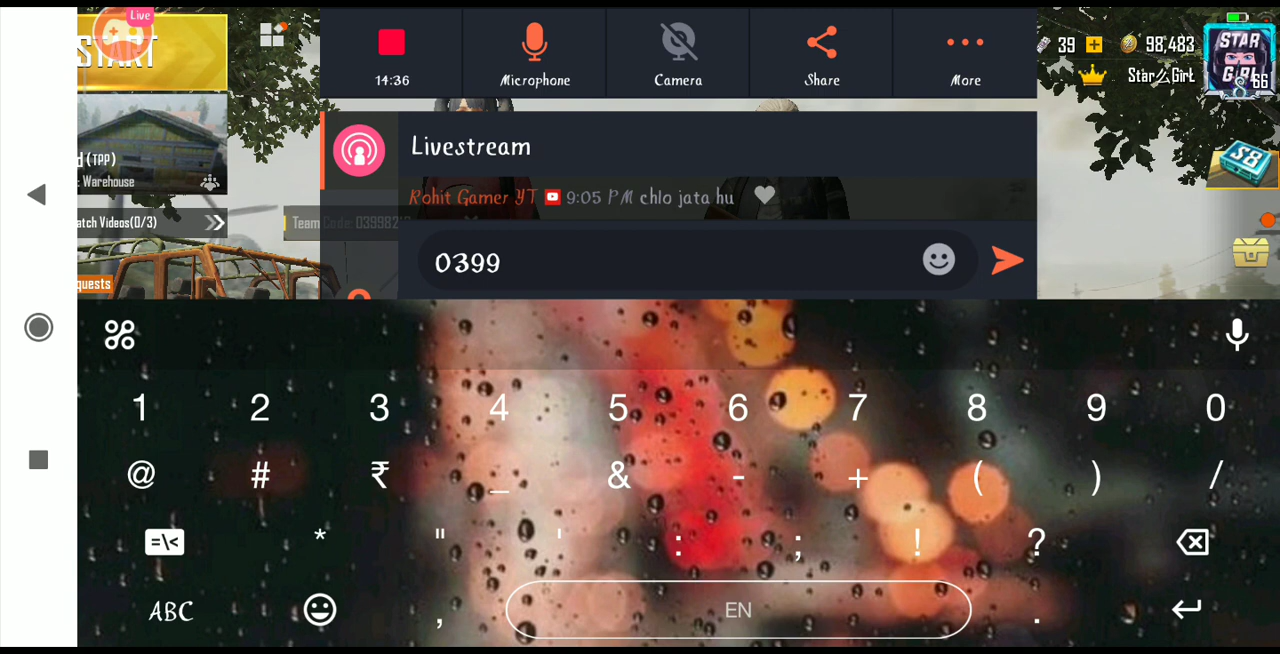 Live
START
14:36
Microphone
Camera
Share
More
39
98,483
Star么Girl
STAR
GIRL
66
S8
d (TPP)
: Warehouse
atch Videos(0/3)
quests
Team Code: 039982
Livestream
Rohit Gamer YT 9:05 PM chlo jata hu
0399
1 2 3 4 5 6 7 8 9 0
@ # ₹ _ & - + ( ) /
=\< * " ' : ; ! ?
ABC , EN .